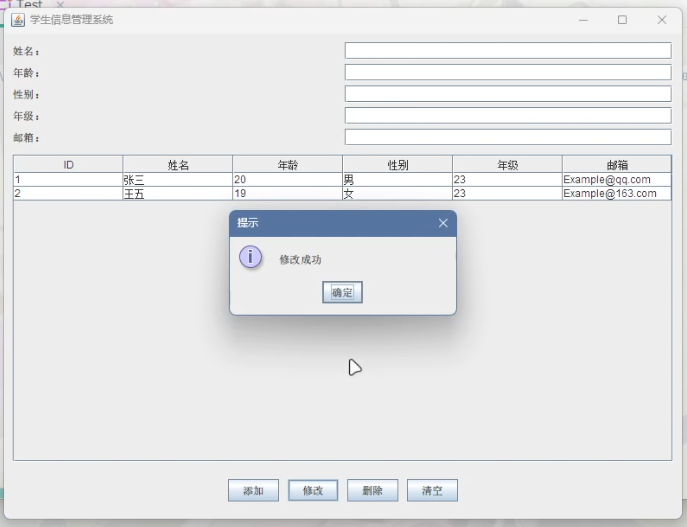 Test ×
学生信息管理系统
姓名：
年龄：
性别：
年级：
邮箱：
ID 姓名 年龄 性别 年级 邮箱
1 张三 20 男 23 Example@qq.com
2 王五 19 女 23 Example@163.com
提示
i 修改成功
确定
添加 修改 删除 清空